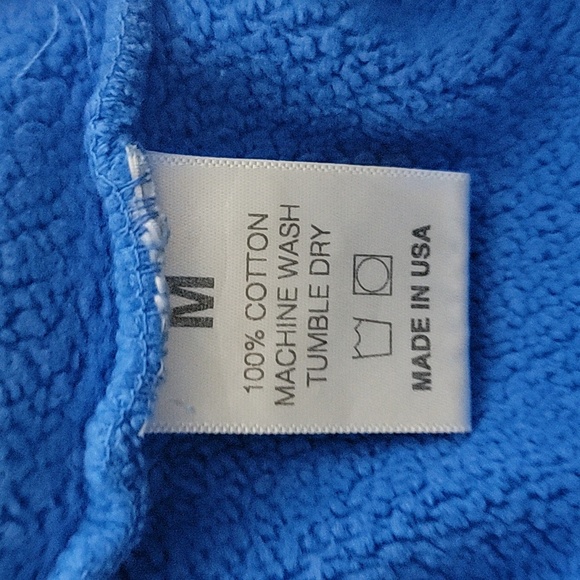 M
100% COTTON
MACHINE WASH
TUMBLE DRY
MADE IN USA